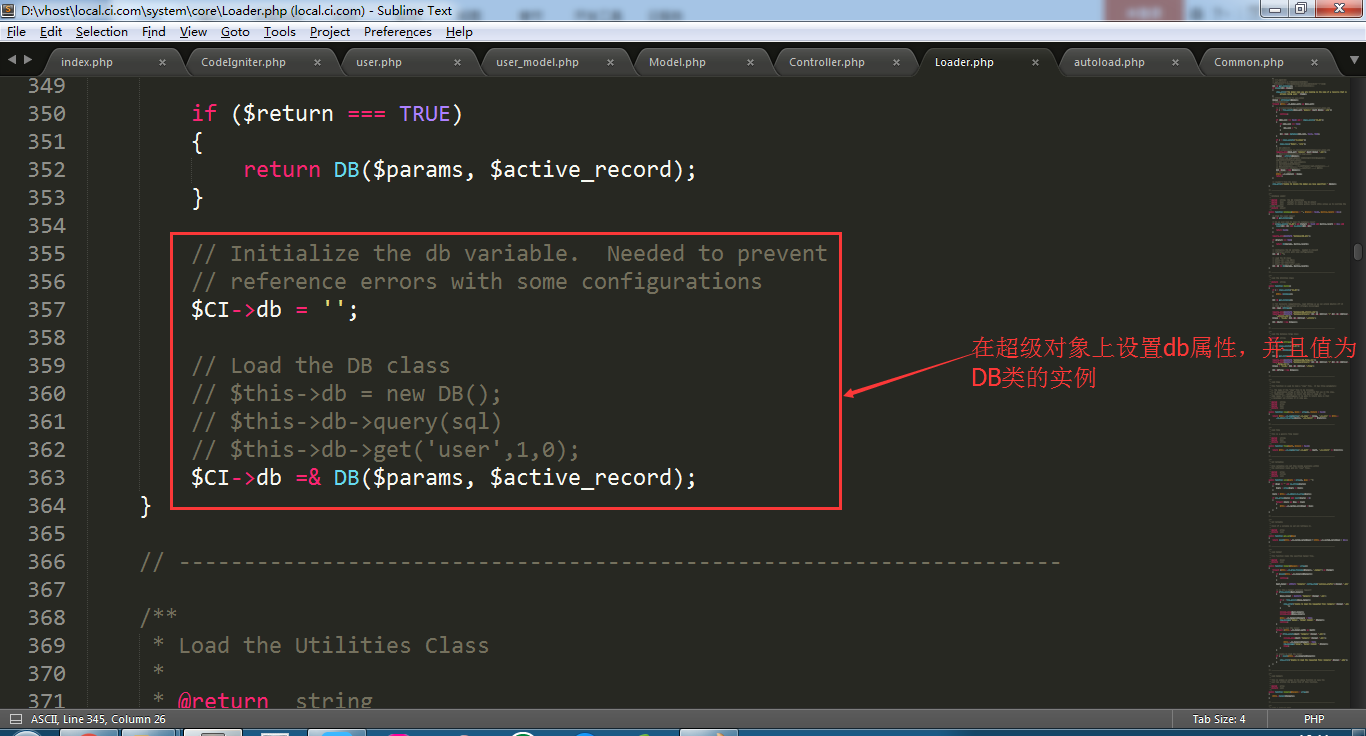 D:\vhost\local.ci.com\system\core\Loader.php (local.ci.com) - Sublime Text
File Edit Selection Find View Goto Tools Project Preferences Help
index.php × CodeIgniter.php × user.php × user_model.php × Model.php × Controller.php × Loader.php × autoload.php × Common.php ×
349
350 if ($return === TRUE)
351 {
352 return DB($params, $active_record);
353 }
354
355 // Initialize the db variable.  Needed to prevent
356 // reference errors with some configurations
357 $CI->db = '';
358
359 // Load the DB class
360 // $this->db = new DB();
361 // $this->db->query(sql)
362 // $this->db->get('user',1,0);
363 $CI->db =& DB($params, $active_record);
364 }
365
366 // --------------------------------------------------------------------
367
368 /**
369 * Load the Utilities Class
370 *
371 * @return string
在超级对象上设置db属性，并且值为
DB类的实例
ASCII, Line 345, Column 26 Tab Size: 4 PHP